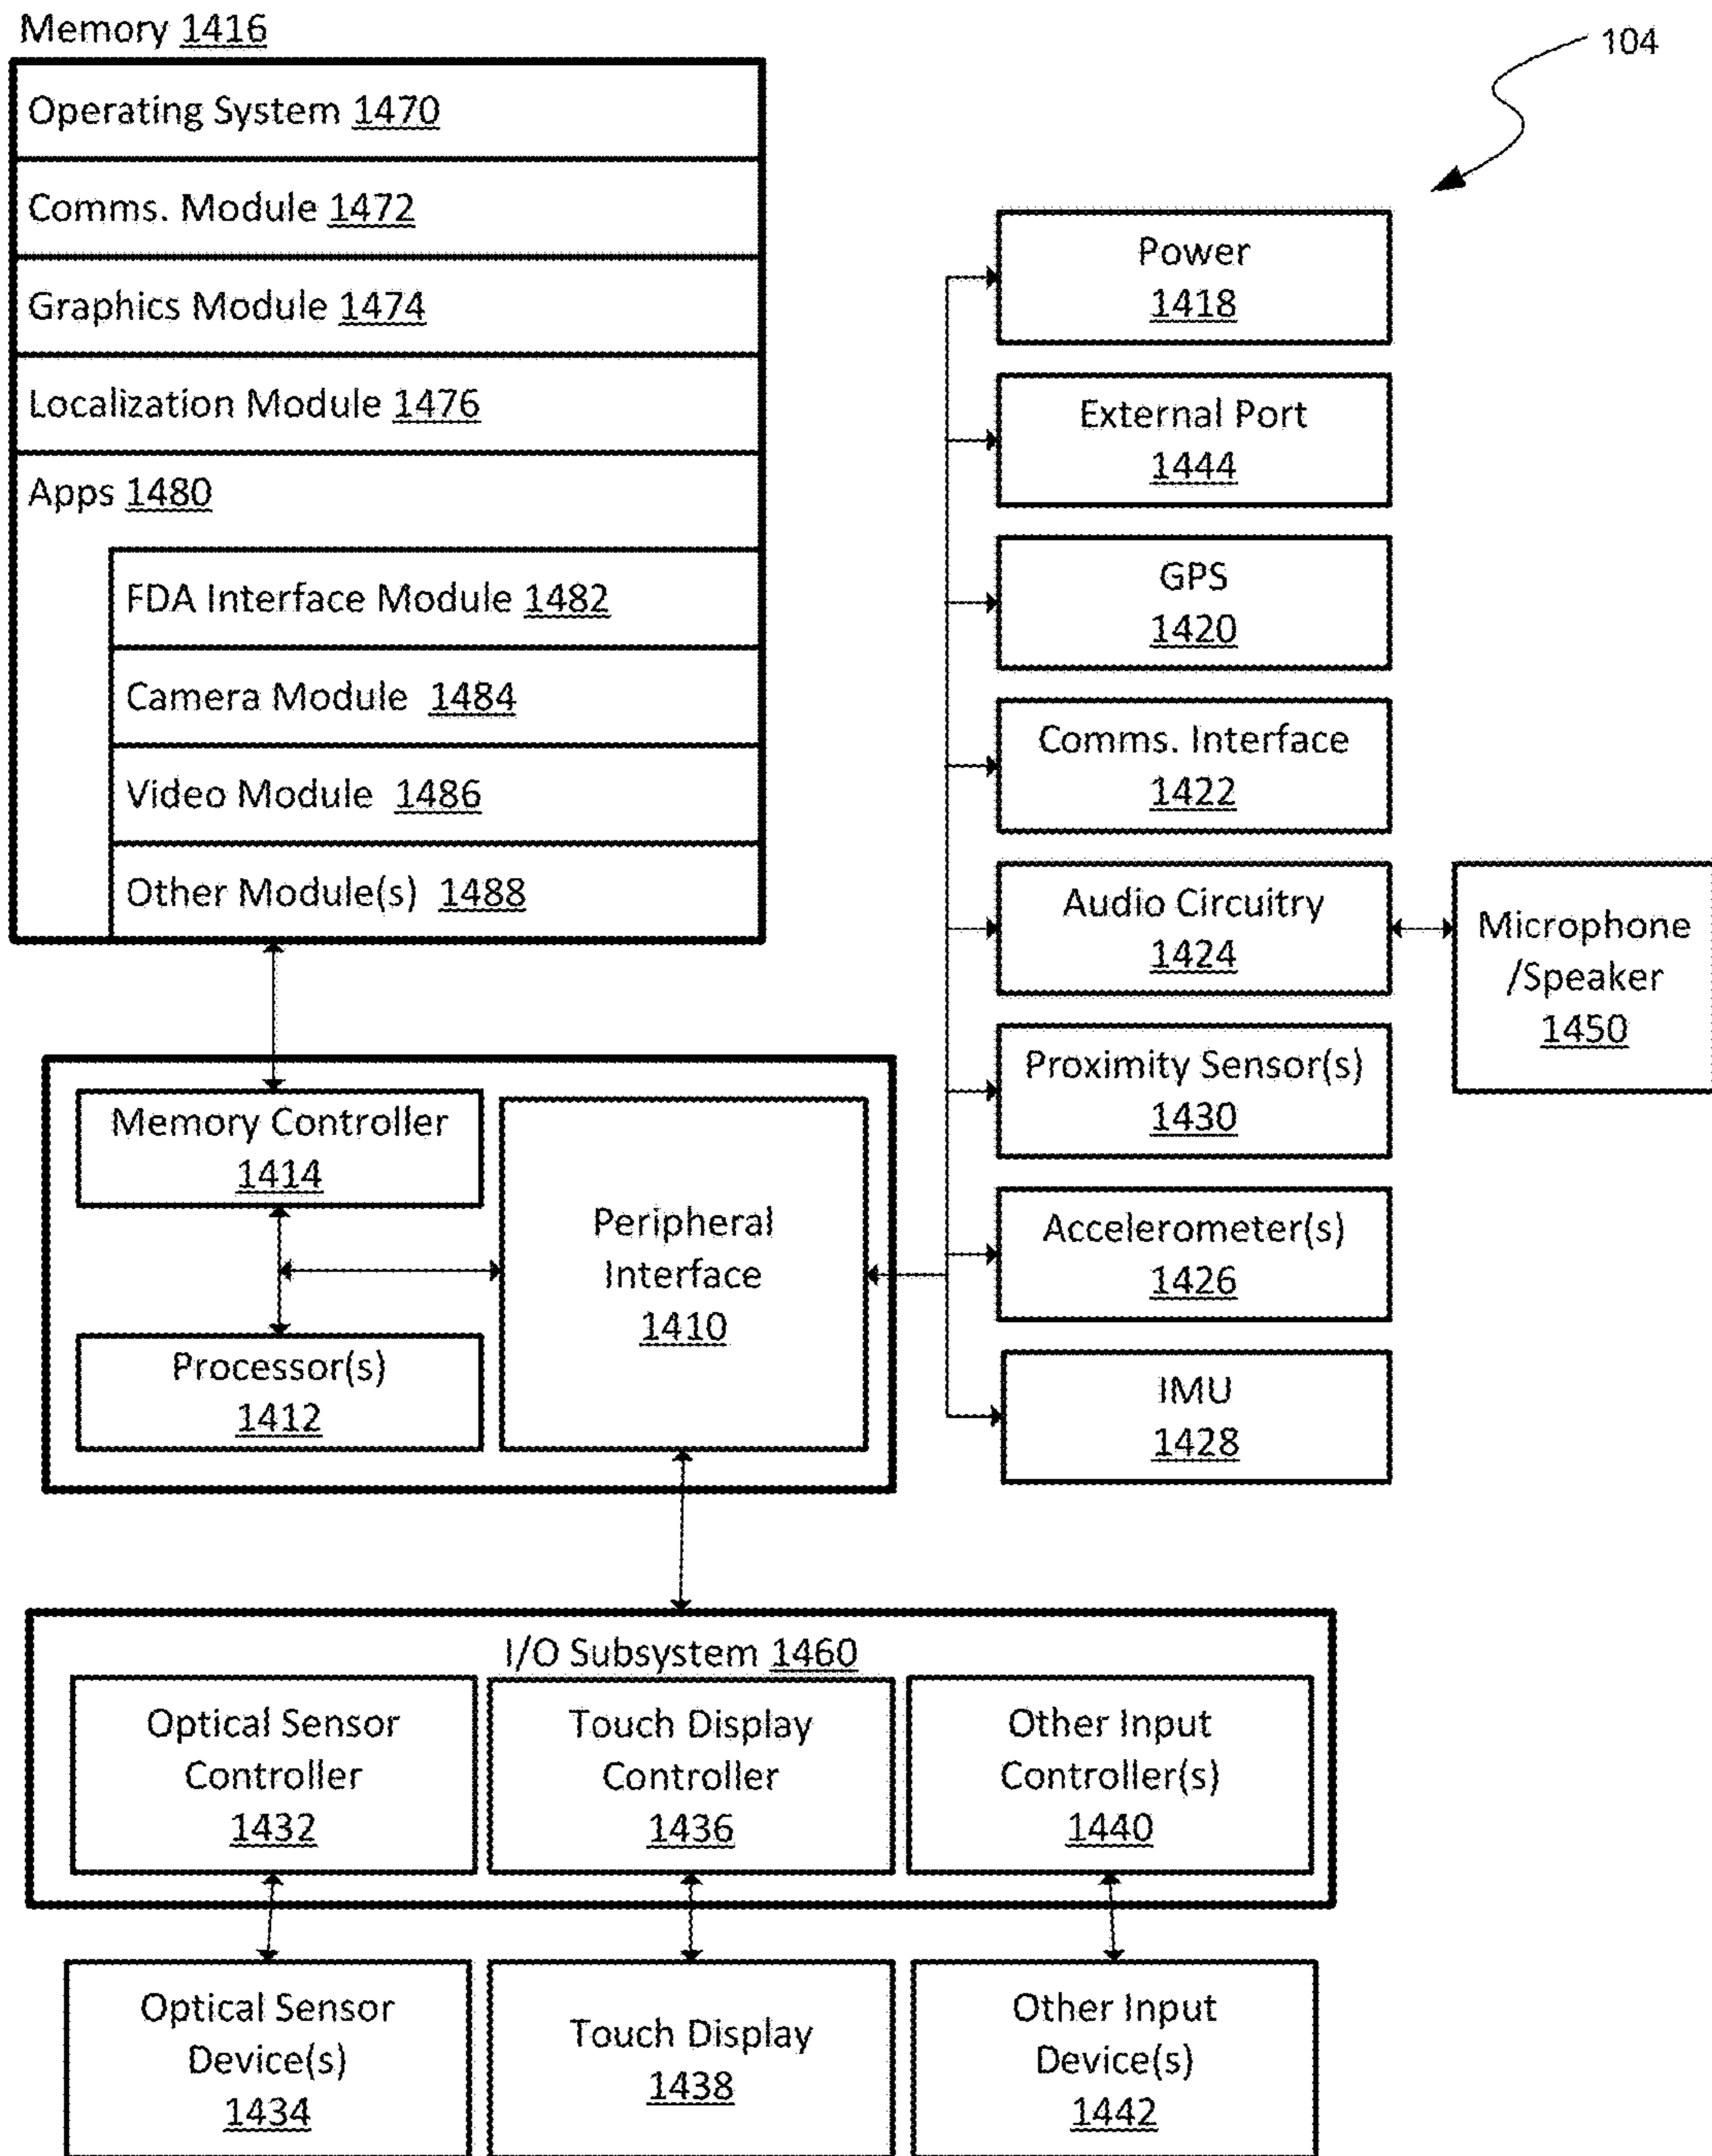 Memory 1416
104
Operating System 1470
Comms. Module 1472
Graphics Module 1474
Localization Module 1476
Apps 1480
FDA Interface Module 1482
Camera Module 1484
Video Module 1486
Other Module(s) 1488
Power
1418
External Port
1444
GPS
1420
Comms. Interface
1422
Audio Circuitry
1424
Microphone
/Speaker
1450
Proximity Sensor(s)
1430
Accelerometer(s)
1426
IMU
1428
Memory Controller
1414
Peripheral
Interface
1410
Processor(s)
1412
I/O Subsystem 1460
Optical Sensor
Controller
1432
Touch Display
Controller
1436
Other Input
Controller(s)
1440
Optical Sensor
Device(s)
1434
Touch Display
1438
Other Input
Device(s)
1442